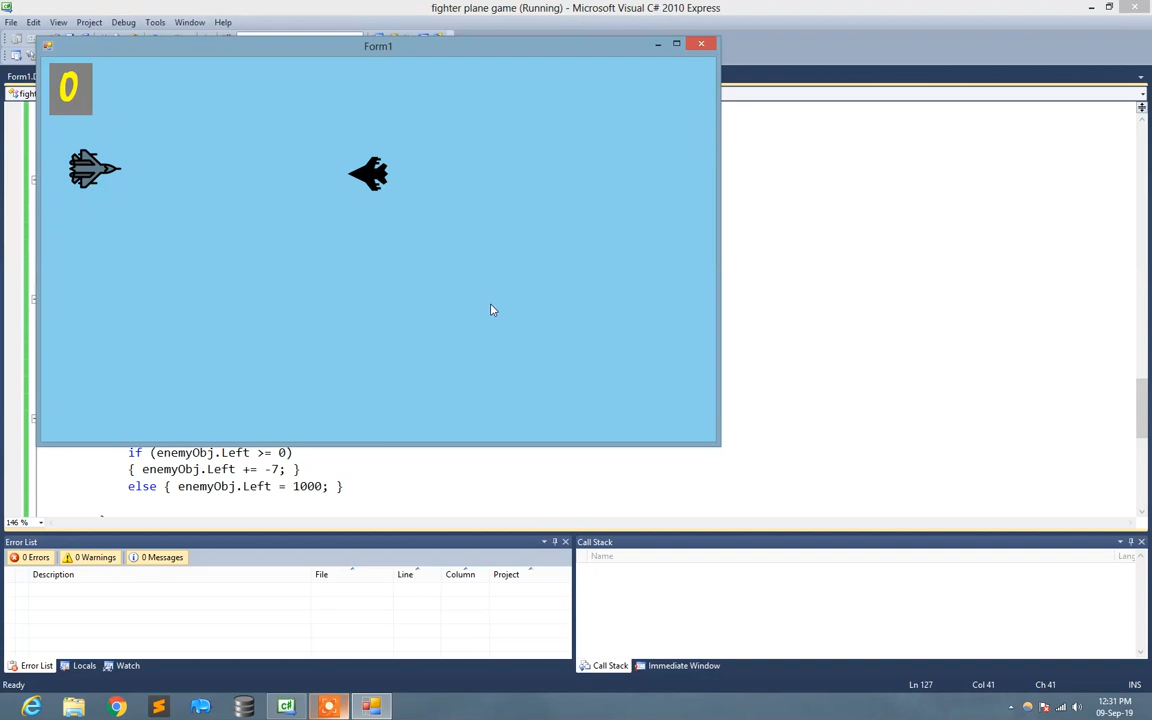 fighter plane game (Running) - Microsoft Visual C# 2010 Express
File Edit View Project Debug Tools Window Help
Form1
Form1.D
fight
0
if (enemyObj.Left >= 0)
{ enemyObj.Left += -7; }
else { enemyObj.Left = 1000; }
146 %
Error List
Call Stack
0 Errors 0 Warnings 0 Messages
Name Lang
Description File Line Column Project
Error List Locals Watch
Call Stack Immediate Window
Ready Ln 127 Col 41 Ch 41 INS
12:31 PM
09-Sep-19